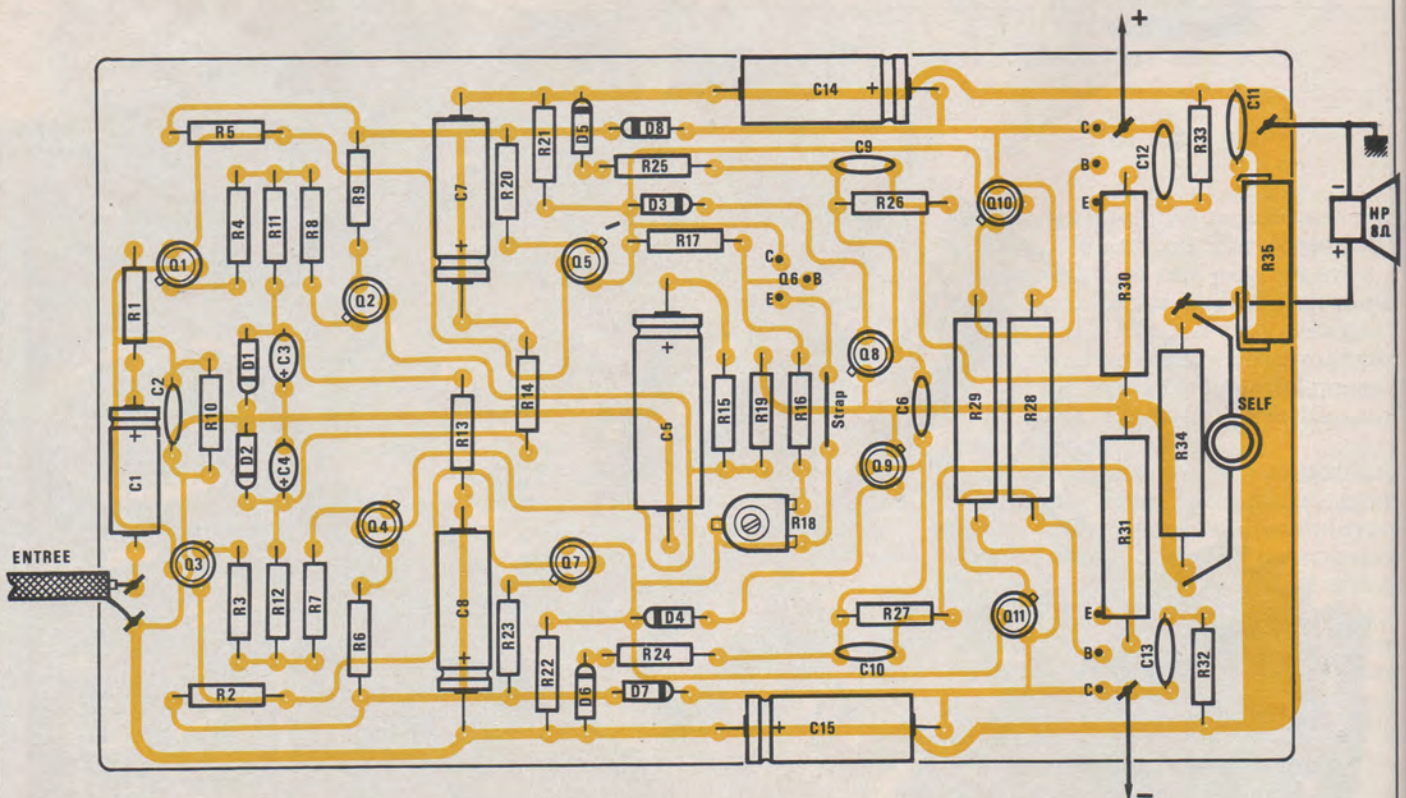 +
C14
+
C11
R5
R21
D5
D8
C
R33
C12
C7
R20
R25
C9
B
R9
R4
R11
R8
D3
R26
Q10
E
-
HP
8Ω
+
Q1
R17
C
Q6
B
E
Q5
+
R35
R1
Q2
R30
D1
C3
+
Q8
C2
R10
R14
+
R15
R19
R16
Strap
C6
R29
R28
SELF
R13
C5
R34
+
C1
D2
C4
+
Q9
R31
R18
Q4
ENTREE
Q3
Q7
R3
R12
R7
C8
R23
D4
R27
Q11
E
R6
R22
R24
C10
B
C13
R32
+
R2
D6
D7
C
+
C15
-